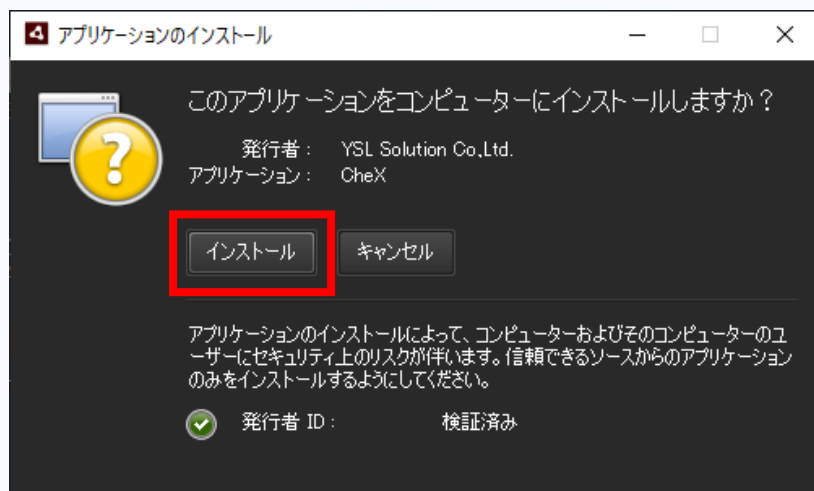 アプリケーションのインストール
このアプリケーションをコンピューターにインストールしますか？
発行者： YSL Solution Co,Ltd.
アプリケーション： CheX
インストール キャンセル
アプリケーションのインストールによって、コンピューターおよびそのコンピューターのユ
ーザーにセキュリティ上のリスクが伴います。信頼できるソースからのアプリケーション
のみをインストールするようにしてください。
発行者 ID： 検証済み